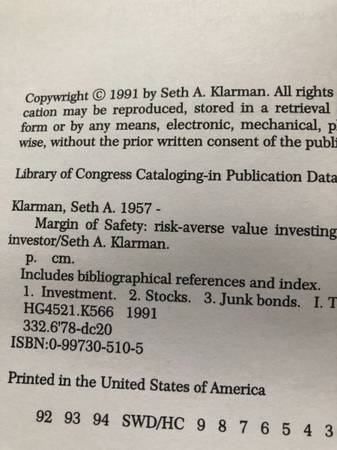 Copyright © 1991 by Seth A. Klarman. All rights
cation may be reproduced, stored in a retrieval
form or by any means, electronic, mechanical, p
wise, without the prior written consent of the publi
Library of Congress Cataloging-in Publication Data
Klarman, Seth A. 1957 -
Margin of Safety: risk-averse value investing
investor/Seth A. Klarman.
p. cm.
Includes bibliographical references and index.
1. Investment. 2. Stocks. 3. Junk bonds. I. T
HG4521.K566 1991
332.6'78-dc20
ISBN:0-99730-510-5
Printed in the United States of America
92 93 94 SWD/HC 9 8 7 6 5 4 3